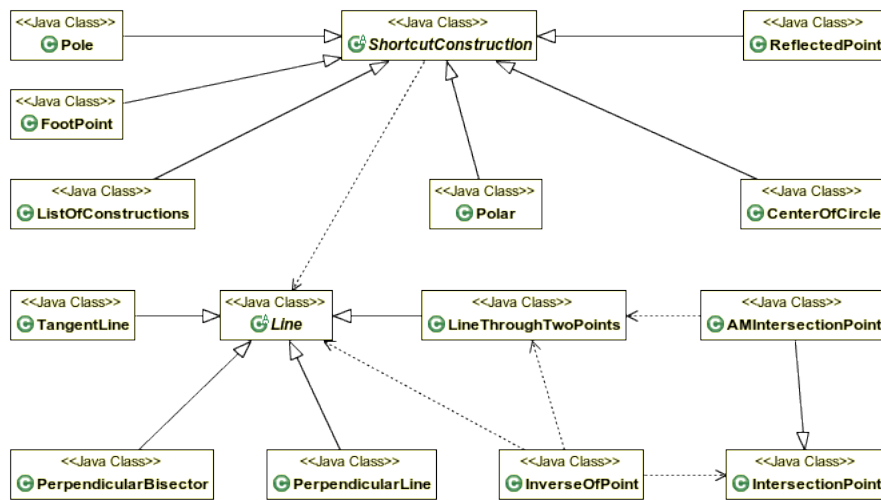 <<Java Class>>
Pole
<<Java Class>>
ShortcutConstruction
<<Java Class>>
ReflectedPoint
<<Java Class>>
FootPoint
<<Java Class>>
ListOfConstructions
<<Java Class>>
Polar
<<Java Class>>
CenterOfCircle
<<Java Class>>
TangentLine
<<Java Class>>
Line
<<Java Class>>
LineThroughTwoPoints
<<Java Class>>
AMIntersectionPoint
<<Java Class>>
PerpendicularBisector
<<Java Class>>
PerpendicularLine
<<Java Class>>
InverseOfPoint
<<Java Class>>
IntersectionPoint